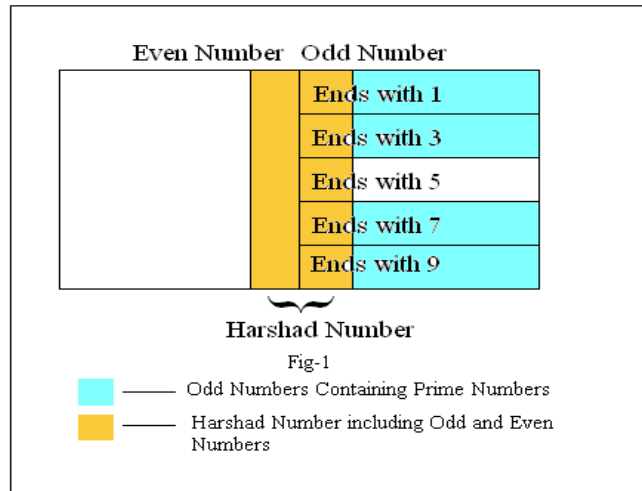 Even Number Odd Number
Ends with 1
Ends with 3
Ends with 5
Ends with 7
Ends with 9
Harshad Number
Fig-1
Odd Numbers Containing Prime Numbers
Harshad Number including Odd and Even
Numbers